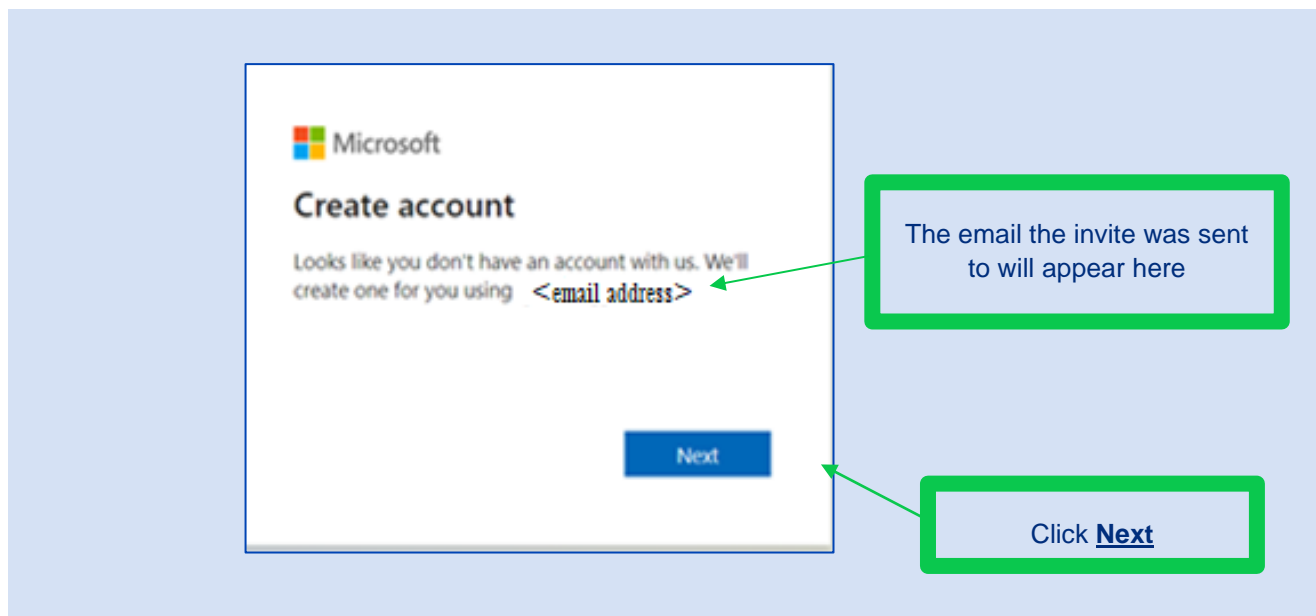 Microsoft
Create account
Looks like you don't have an account with us. We'll
create one for you using <email address>
Next
The email the invite was sent
to will appear here
Click Next